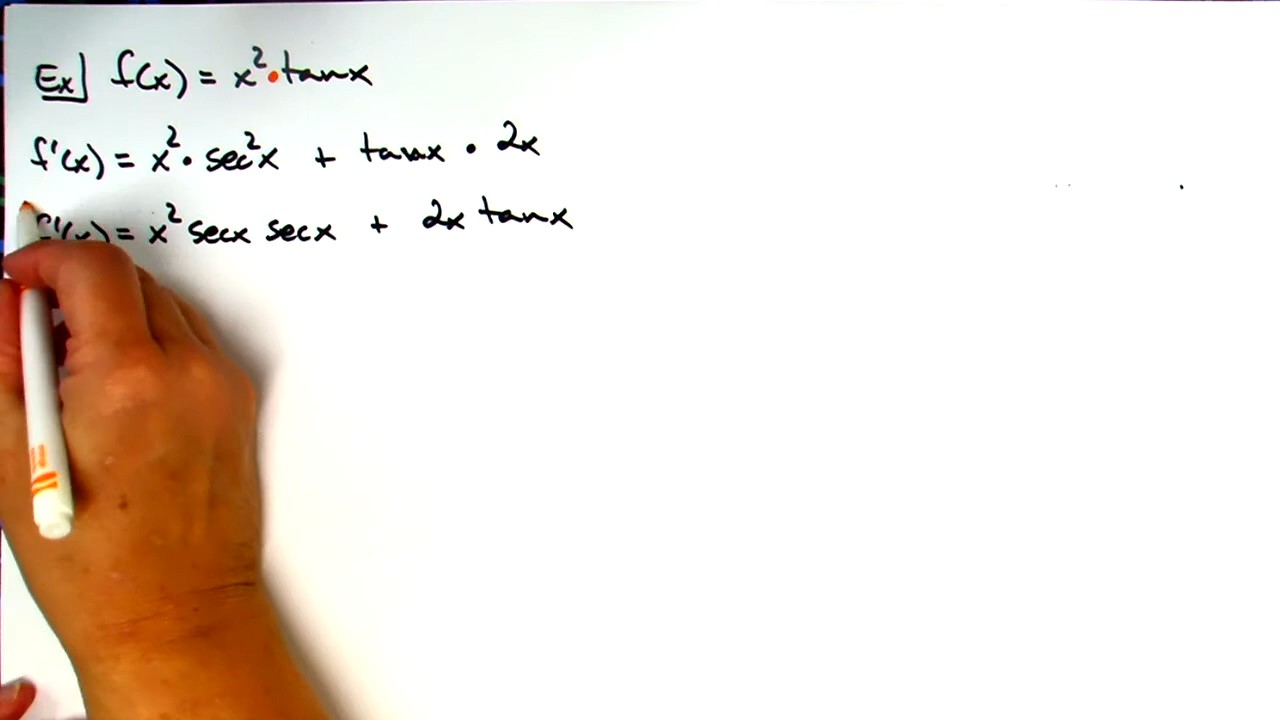 Ex] f(x) = x²•tanx
f'(x) = x² • sec²x + tanx • 2x
f'(x) = x² secx secx + 2x tanx